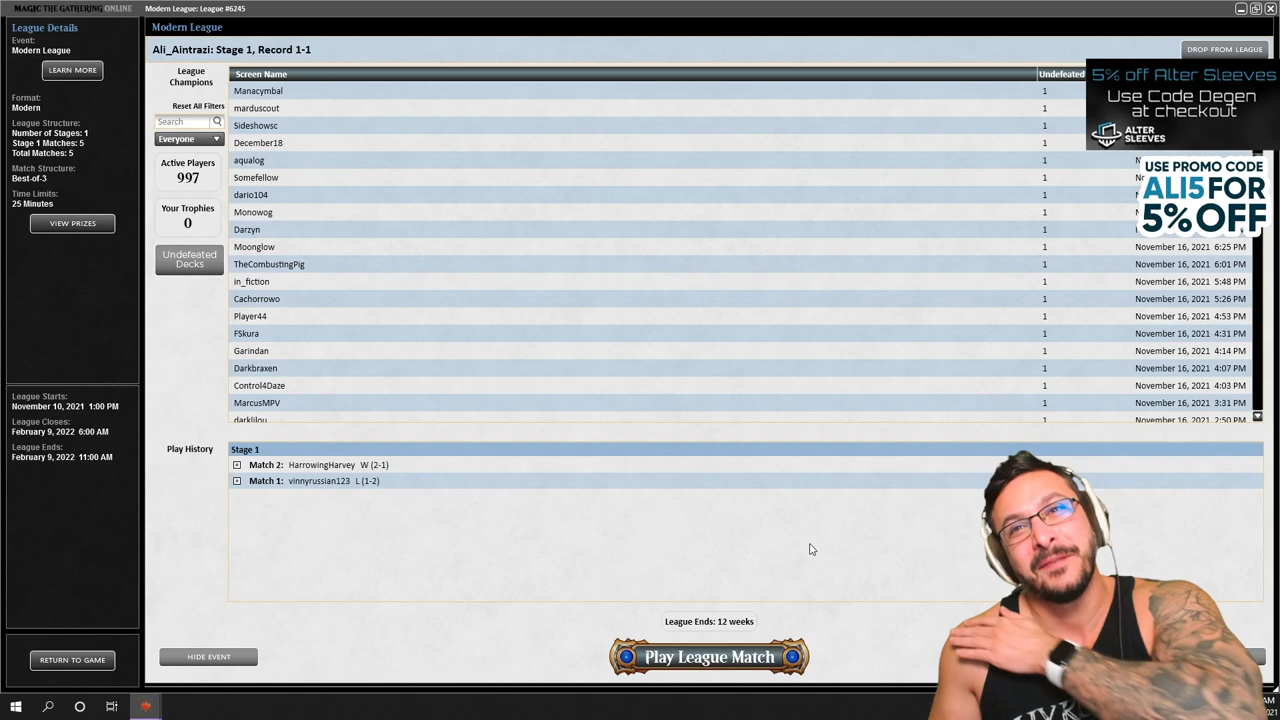 MAGIC THE GATHERING ONLINE
Modern League: League #6245
League Details
Event:
Modern League
LEARN MORE
Format:
Modern
League Structure:
Number of Stages: 1
Stage 1 Matches: 5
Total Matches: 5
Match Structure:
Best-of-3
Time Limits:
25 Minutes
VIEW PRIZES
League Starts:
November 10, 2021 1:00 PM
League Closes:
February 9, 2022 6:00 AM
League Ends:
February 9, 2022 11:00 AM
RETURN TO GAME
Modern League
Ali_Aintrazi: Stage 1, Record 1-1
DROP FROM LEAGUE
League
Champions
Reset All Filters
Search
Everyone
Active Players
997
Your Trophies
0
Undefeated
Decks
Screen Name Undefeated
Manacymbal 1
marduscout 1
Sideshowsc 1
December18 1
aqualog 1
Somefellow 1
dario104 1
Monowog 1
Darzyn 1
Moonglow 1 November 16, 2021 6:25 PM
TheCombustingPig 1 November 16, 2021 6:01 PM
in_fiction 1 November 16, 2021 5:48 PM
Cachorrowo 1 November 16, 2021 5:26 PM
Player44 1 November 16, 2021 4:53 PM
FSkura 1 November 16, 2021 4:31 PM
Garindan 1 November 16, 2021 4:14 PM
Darkbraxen 1 November 16, 2021 4:07 PM
Control4Daze 1 November 16, 2021 4:03 PM
MarcusMPV 1 November 16, 2021 3:31 PM
darklilou 1 November 16, 2021 2:50 PM
5% off Alter Sleeves
Use Code Degen
at checkout
ALTER
SLEEVES
USE PROMO CODE
ALI5 FOR
5% OFF
Play History
Stage 1
Match 2: HarrowingHarvey W (2-1)
Match 1: vinnyrussian123 L (1-2)
League Ends: 12 weeks
HIDE EVENT
Play League Match